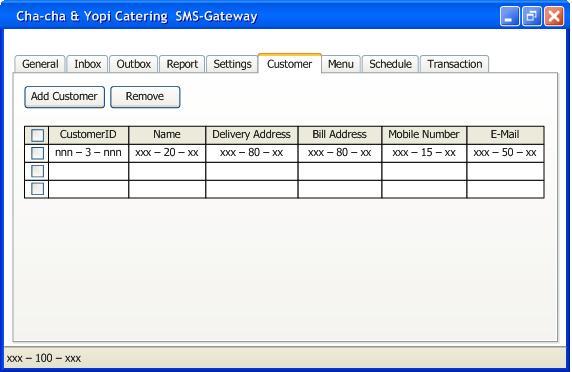 Cha-cha & Yopi Catering SMS-Gateway
General Inbox Outbox Report Settings Customer Menu Schedule Transaction
Add Customer Remove
CustomerID Name Delivery Address Bill Address Mobile Number E-Mail
nnn – 3 – nnn xxx – 20 – xx xxx – 80 – xx xxx – 80 – xx xxx – 15 – xx xxx – 50 – xx
xxx – 100 – xxx